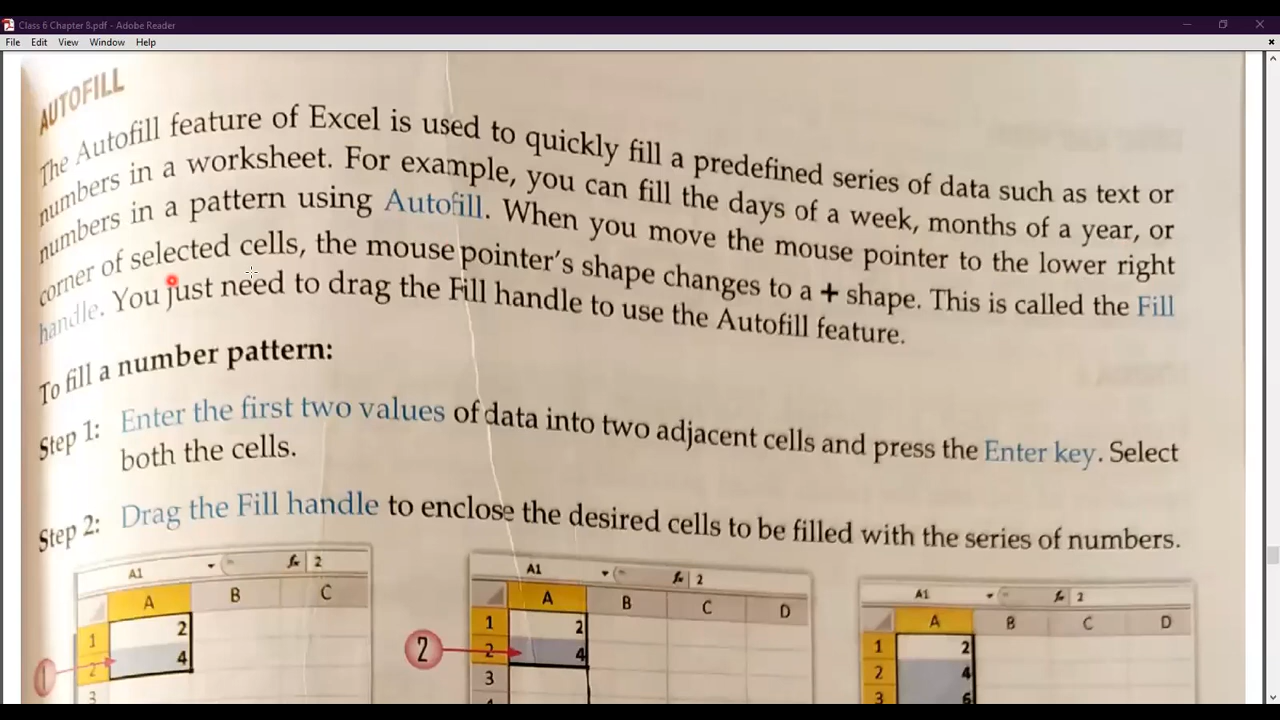 Class 6 Chapter 8.pdf - Adobe Reader
File Edit View Window Help
AUTOFILL
The Autofill feature of Excel is used to quickly fill a predefined series of data such as text or
numbers in a worksheet. For example, you can fill the days of a week, months of a year, or
numbers in a pattern using Autofill. When you move the mouse pointer to the lower right
corner of selected cells, the mouse pointer's shape changes to a + shape. This is called the Fill
handle. You just need to drag the Fill handle to use the Autofill feature.
To fill a number pattern:
Step 1: Enter the first two values of data into two adjacent cells and press the Enter key. Select
both the cells.
Step 2: Drag the Fill handle to enclose the desired cells to be filled with the series of numbers.
A1 fx 2
A B C
1 2
2 4
3
1
A1 fx 2
A B C D
1 2
2 4
3
2
A1 fx 2
A B C D
1 2
2 4
3 6